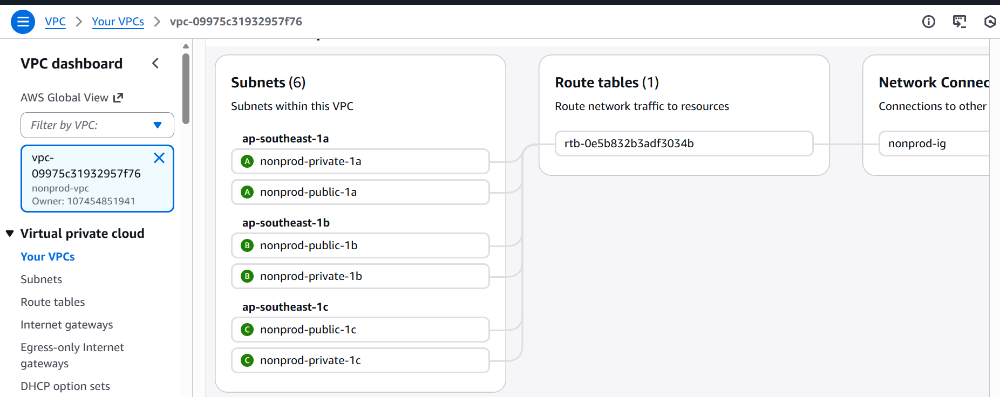 VPC > Your VPCs > vpc-09975c31932957f76
VPC dashboard
AWS Global View
Filter by VPC:
vpc-
09975c31932957f76
nonprod-vpc
Owner: 107454851941
Virtual private cloud
Your VPCs
Subnets
Route tables
Internet gateways
Egress-only Internet
gateways
DHCP option sets
Subnets (6)
Subnets within this VPC
ap-southeast-1a
A nonprod-private-1a
A nonprod-public-1a
ap-southeast-1b
B nonprod-public-1b
B nonprod-private-1b
ap-southeast-1c
C nonprod-public-1c
C nonprod-private-1c
Route tables (1)
Route network traffic to resources
rtb-0e5b832b3adf3034b
Network Connec
Connections to other
nonprod-ig